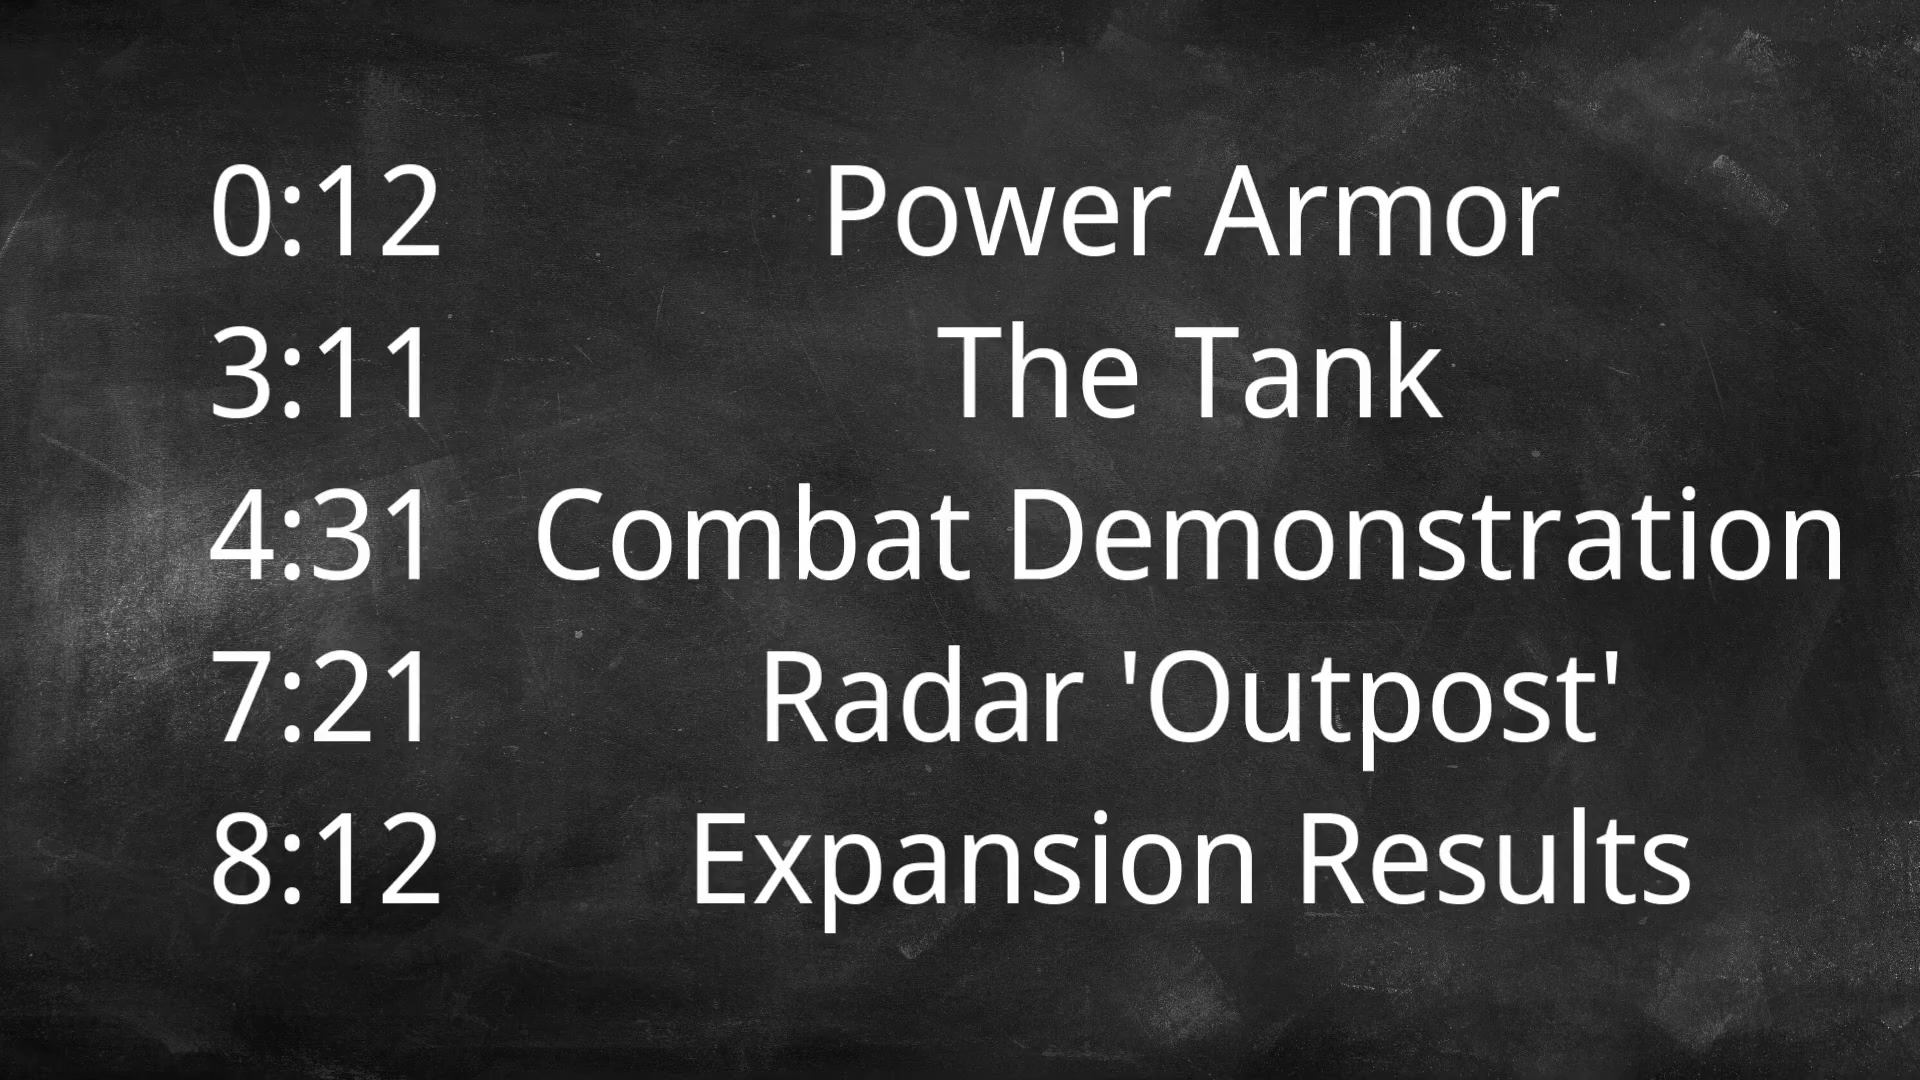 0:12 Power Armor
3:11 The Tank
4:31 Combat Demonstration
7:21 Radar 'Outpost'
8:12 Expansion Results